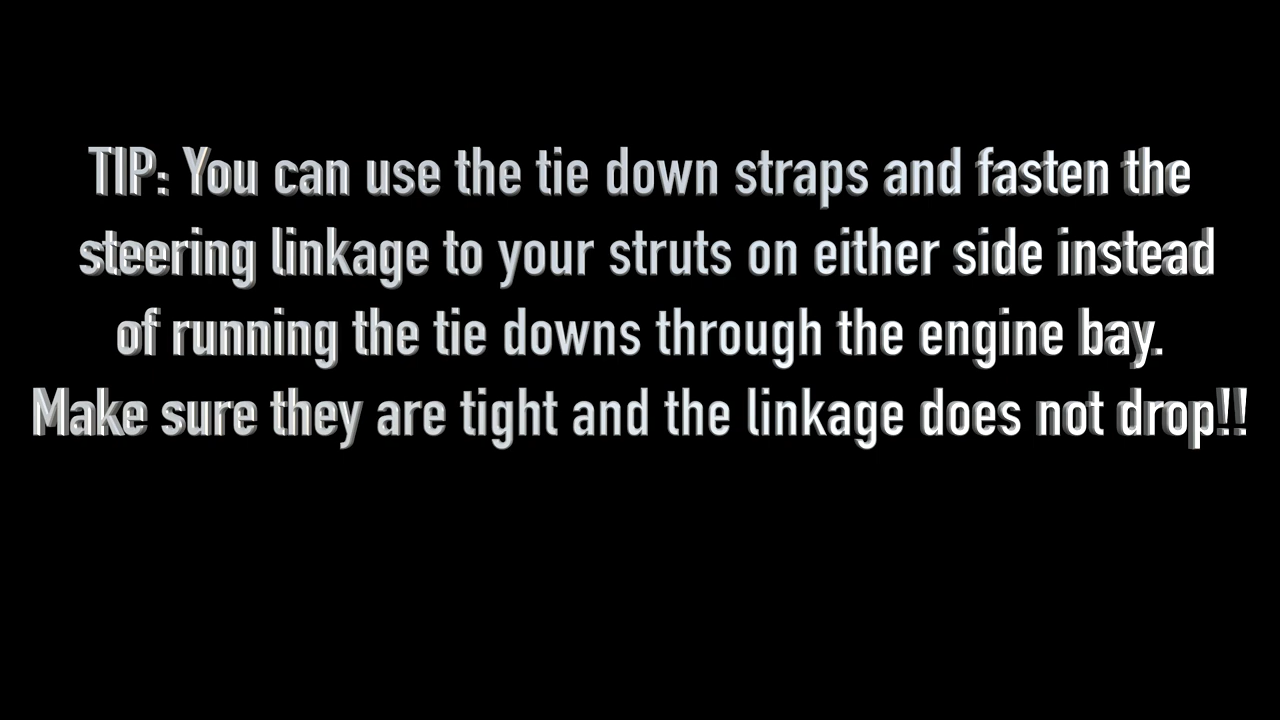 TIP: You can use the tie down straps and fasten the
steering linkage to your struts on either side instead
of running the tie downs through the engine bay.
Make sure they are tight and the linkage does not drop!!